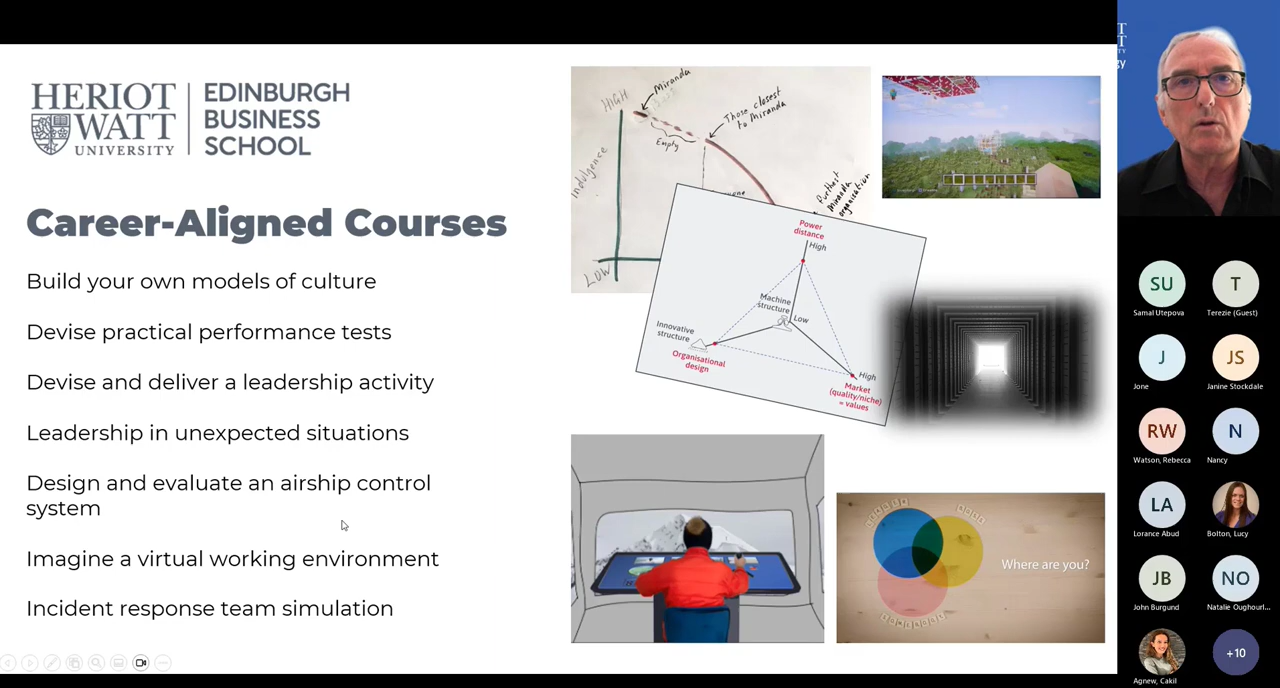 HERIOT
WATT
UNIVERSITY
EDINBURGH
BUSINESS
SCHOOL
Career-Aligned Courses
Build your own models of culture
Devise practical performance tests
Devise and deliver a leadership activity
Leadership in unexpected situations
Design and evaluate an airship control
system
Imagine a virtual working environment
Incident response team simulation
HIGH
Miranda
Those closest
to Miranda
Empty
Indulgence
LOW
Furthest
Miranda
organisation
Power
distance
High
Machine
structure
Low
Innovative
structure
Organisational
design
High
Market
(quality/niche)
= values
Where are you?
SU
Samal Utepova
T
Terezie (Guest)
J
Jone
JS
Janine Stockdale
RW
Watson, Rebecca
N
Nancy
LA
Lorance Abud
Bolton, Lucy
JB
John Burgund
NO
Natalie Oughourl...
Agnew, Cakil
+10